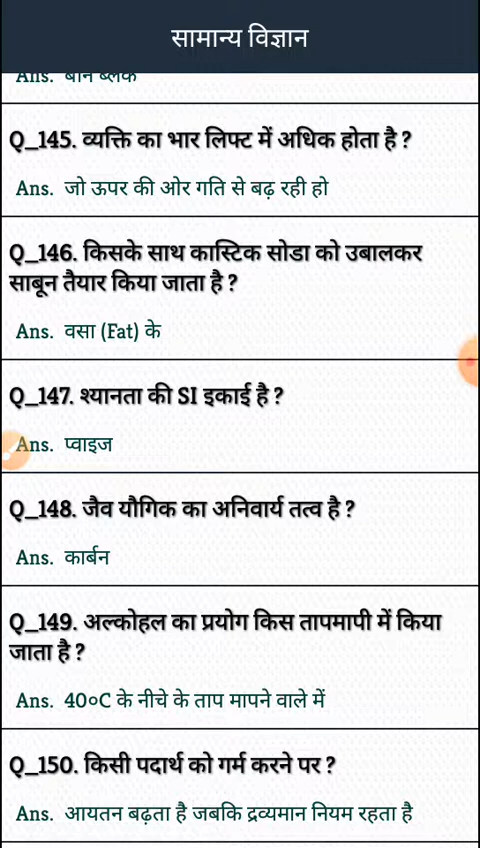 सामान्य विज्ञान
Ans. बोन ब्लैक
Q_145. व्यक्ति का भार लिफ्ट में अधिक होता है ?
Ans. जो ऊपर की ओर गति से बढ़ रही हो
Q_146. किसके साथ कास्टिक सोडा को उबालकर
साबून तैयार किया जाता है ?
Ans. वसा (Fat) के
Q_147. श्यानता की SI इकाई है ?
Ans. प्वाइज
Q_148. जैव यौगिक का अनिवार्य तत्व है ?
Ans. कार्बन
Q_149. अल्कोहल का प्रयोग किस तापमापी में किया
जाता है ?
Ans. 40०C के नीचे के ताप मापने वाले में
Q_150. किसी पदार्थ को गर्म करने पर ?
Ans. आयतन बढ़ता है जबकि द्रव्यमान नियम रहता है